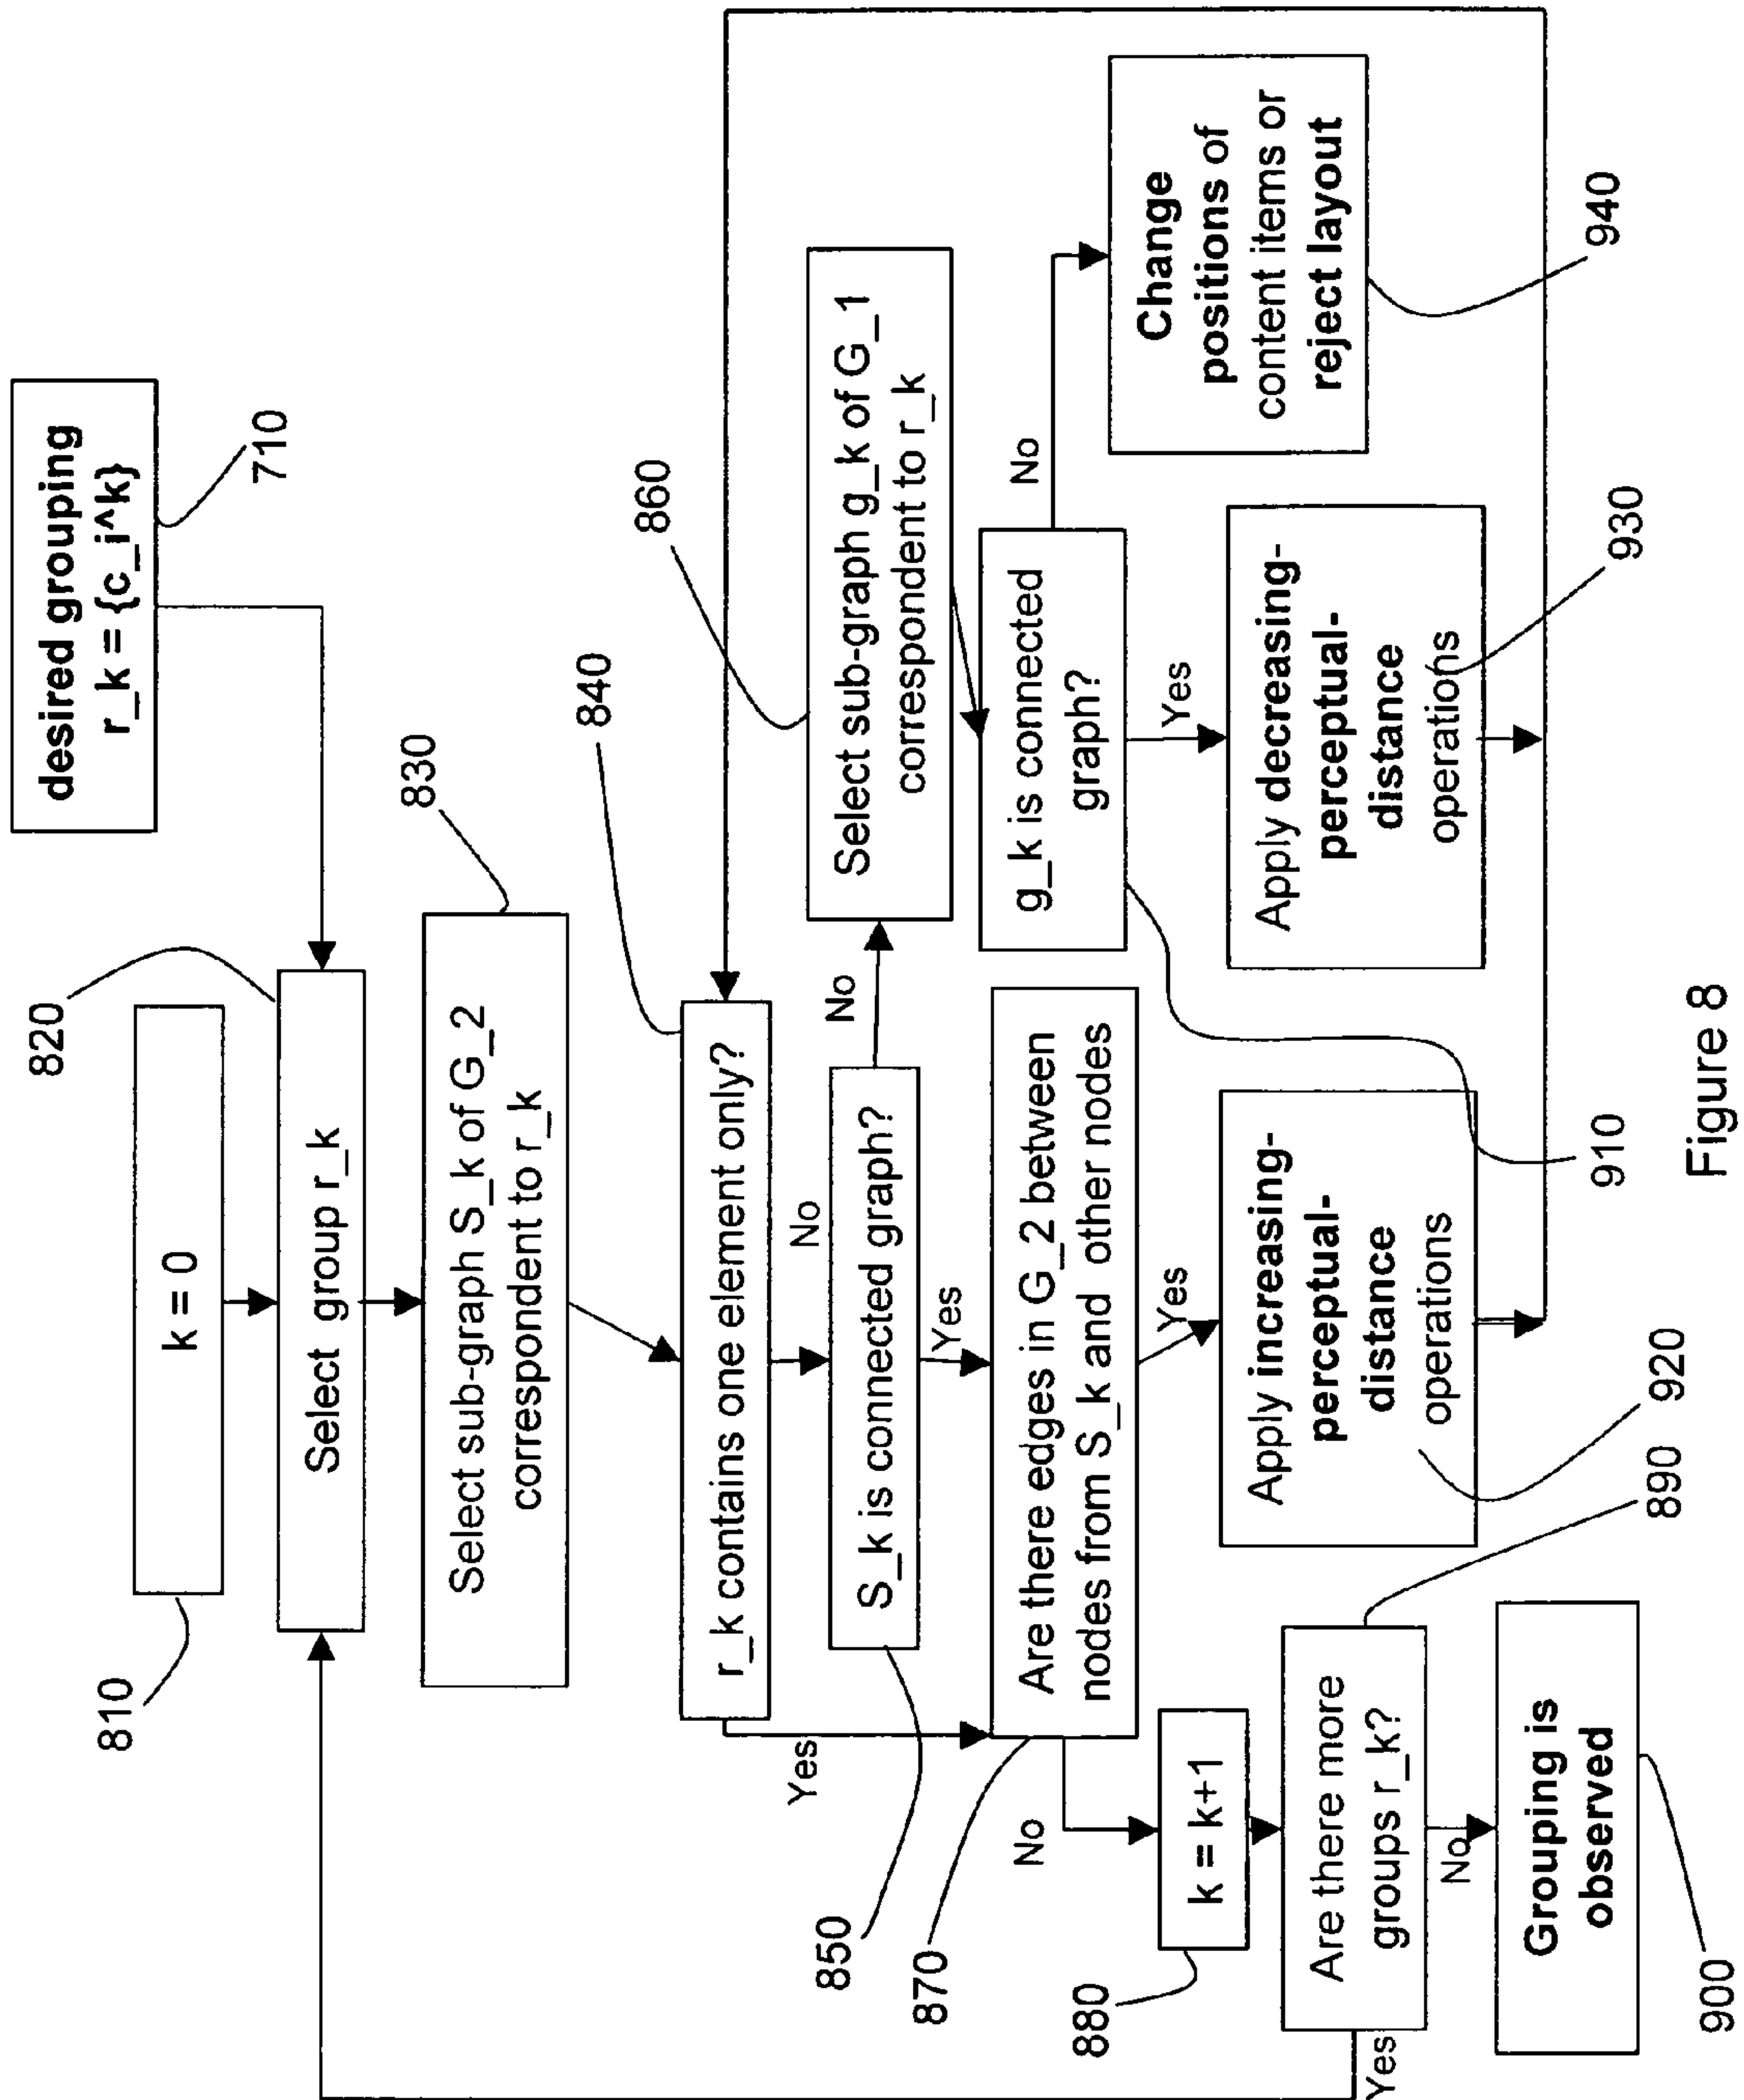 desired grouping
r_k = {c_i^k}
710
820
k = 0
810
Select group r_k
830
Select sub-graph S_k of G_2
correspondent to r_k
840
r_k contains one element only?
Yes
No
860
Select sub-graph g_k of G_1
correspondent to r_k
No
S_k is connected graph?
850
Yes
g_k is connected
graph?
No
Yes
910
Change
positions of
content items or
reject layout
940
Are there edges in G_2 between
nodes from S_k and other nodes
870
No
Yes
Apply decreasing-
perceptual-
distance
operations
930
Apply increasing-
perceptual-
distance
operations
920
k = k+1
880
Are there more
groups r_k?
890
Yes
No
Grouping is
observed
900
Figure 8